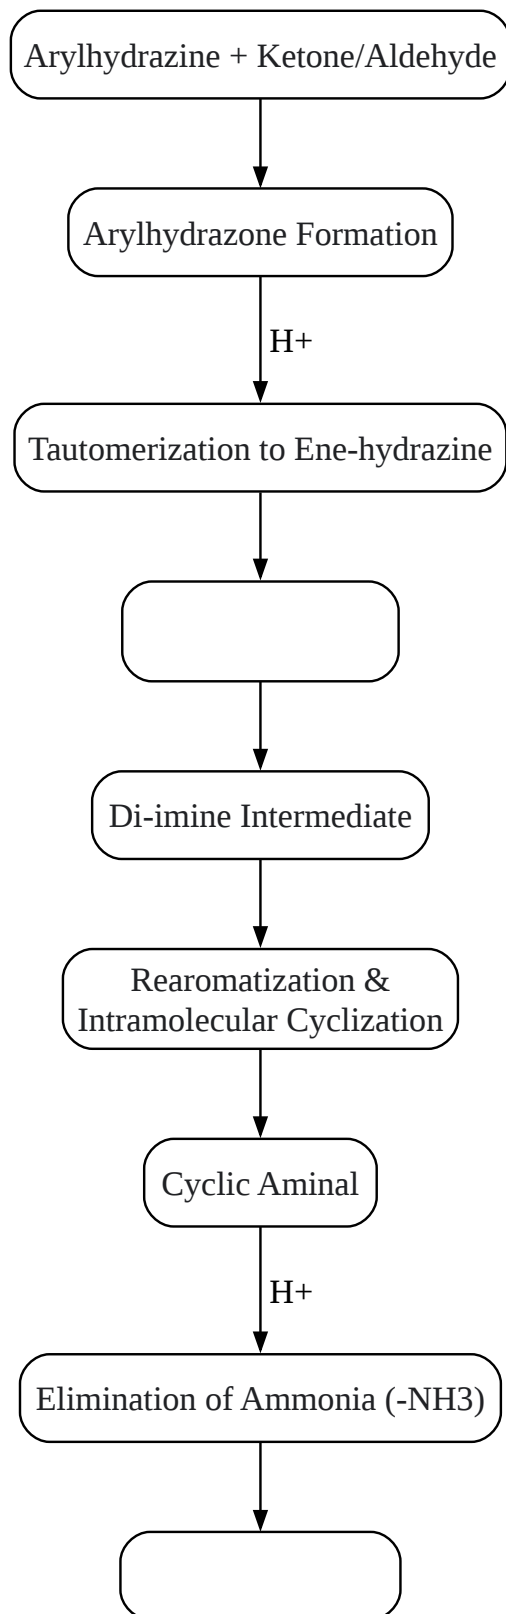 Arylhydrazine + Ketone/Aldehyde
Arylhydrazone Formation
H+
Tautomerization to Ene-hydrazine
Di-imine Intermediate
Rearomatization &
Intramolecular Cyclization
Cyclic Aminal
H+
Elimination of Ammonia (-NH3)